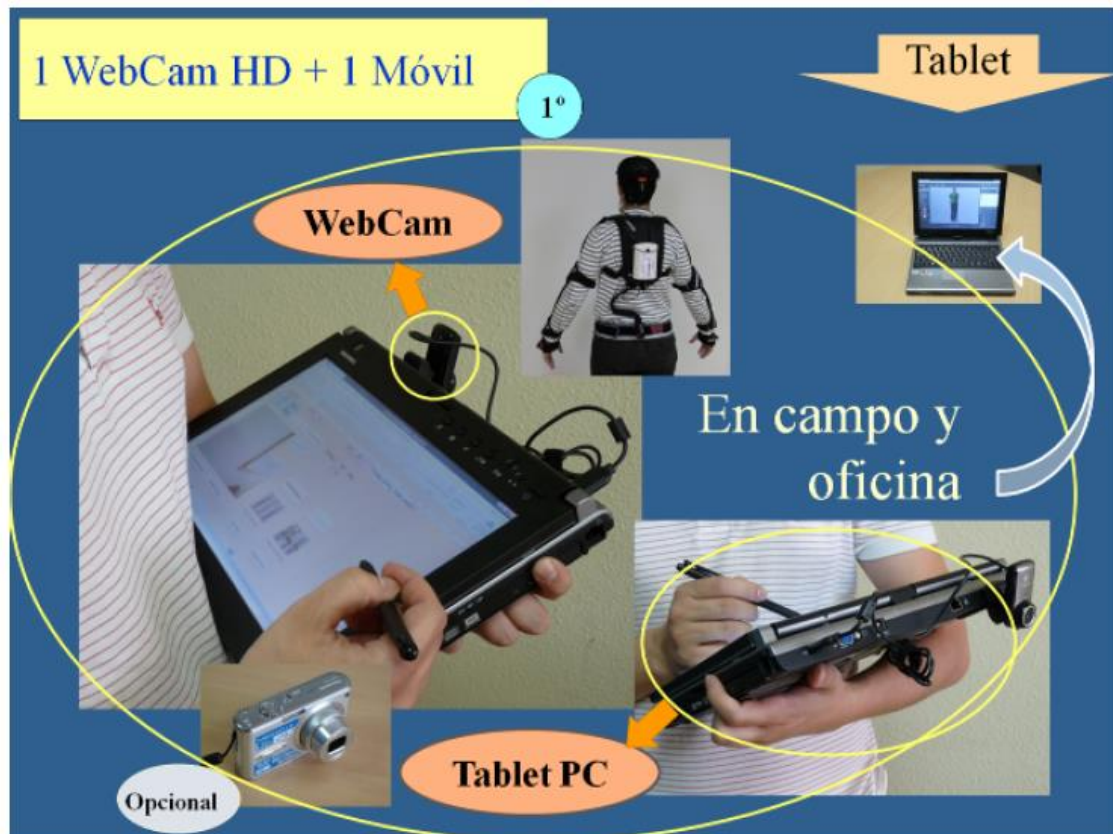 1 WebCam HD + 1 Móvil
1º
Tablet
WebCam
En campo y
oficina
Tablet PC
Opcional